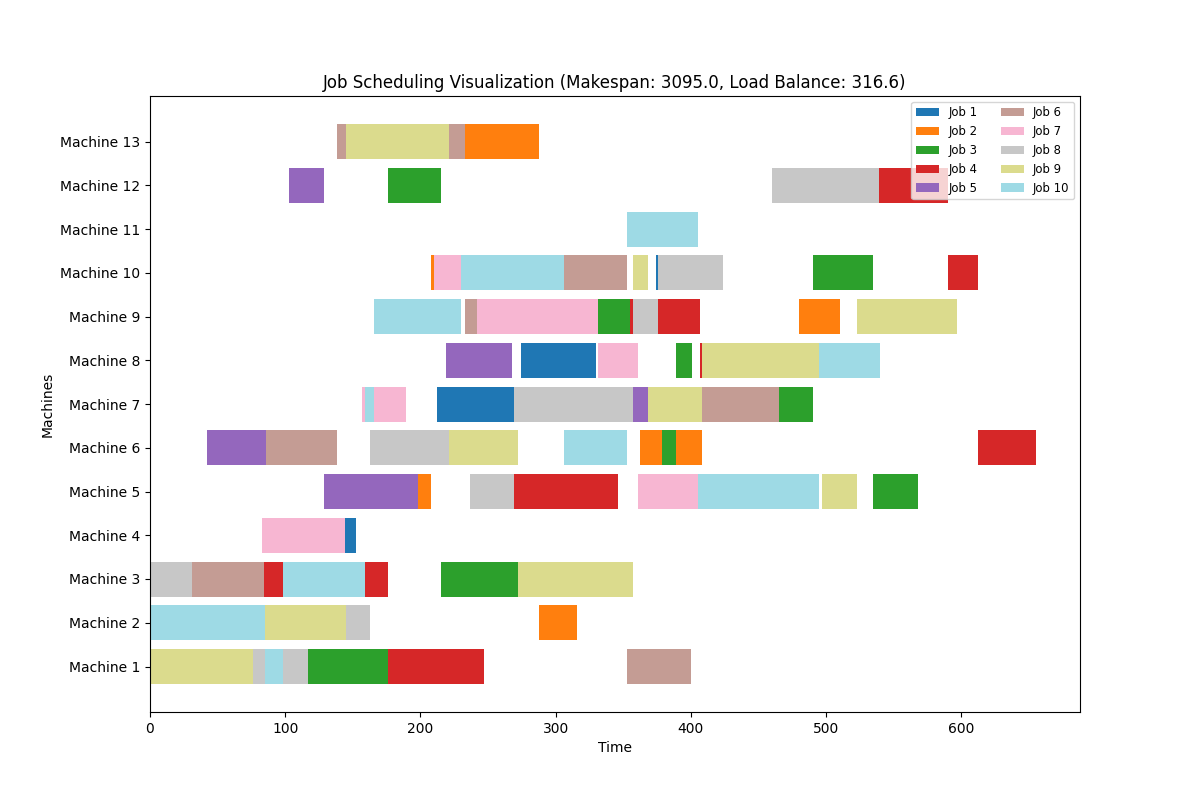 Job Scheduling Visualization (Makespan: 3095.0, Load Balance: 316.6)
Machine 13
Machine 12
Machine 11
Machine 10
Machine 9
Machine 8
Machine 7
Machine 6
Machine 5
Machine 4
Machine 3
Machine 2
Machine 1
Machines
0 100 200 300 400 500 600
Time
Job 1 Job 6
Job 2 Job 7
Job 3 Job 8
Job 4 Job 9
Job 5 Job 10